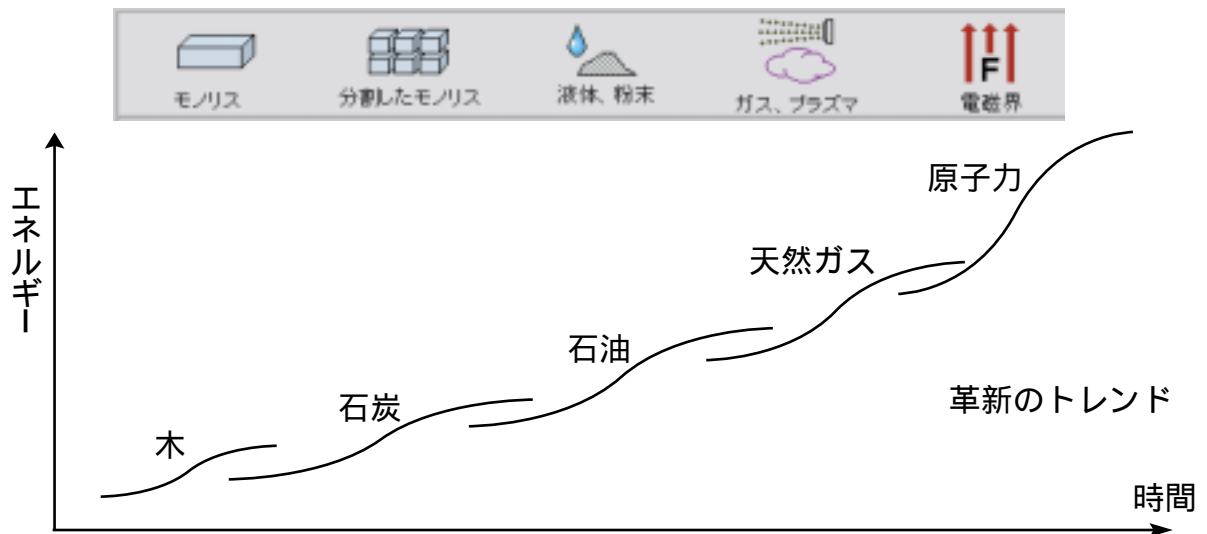 モノリス
分割したモノリス
液体、粉末
ガス、プラズマ
F
電磁界
エネルギー
原子力
天然ガス
石油
石炭
木
革新のトレンド
時間